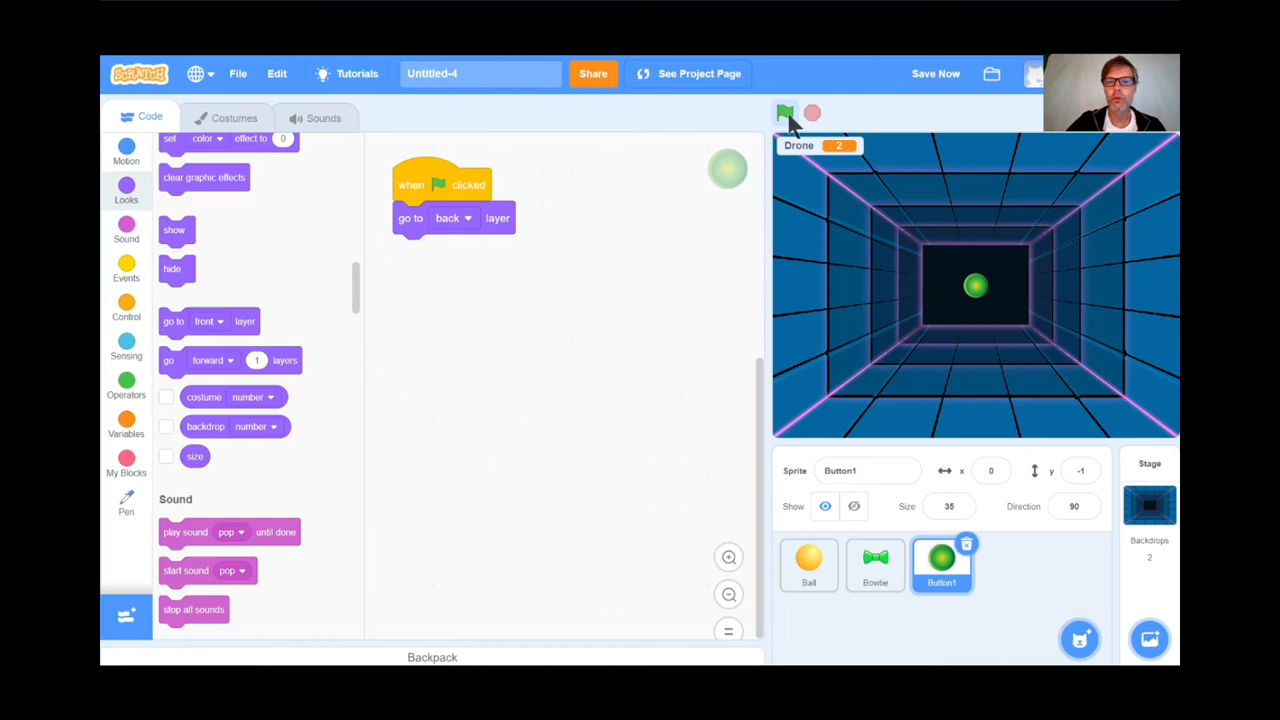 SCRATCH File Edit Tutorials Untitled-4 Share See Project Page Save Now
Code Costumes Sounds
Motion
Looks
Sound
Events
Control
Sensing
Operators
Variables
My Blocks
Pen
set color effect to 0
clear graphic effects
show
hide
go to front layer
go forward 1 layers
costume number
backdrop number
size
Sound
play sound pop until done
start sound pop
stop all sounds
when clicked
go to back layer
Backpack
Drone 2
Sprite Button1 x 0 y -1
Show Size 35 Direction 90
Ball
Bowtie
Button1
Stage
Backdrops
2